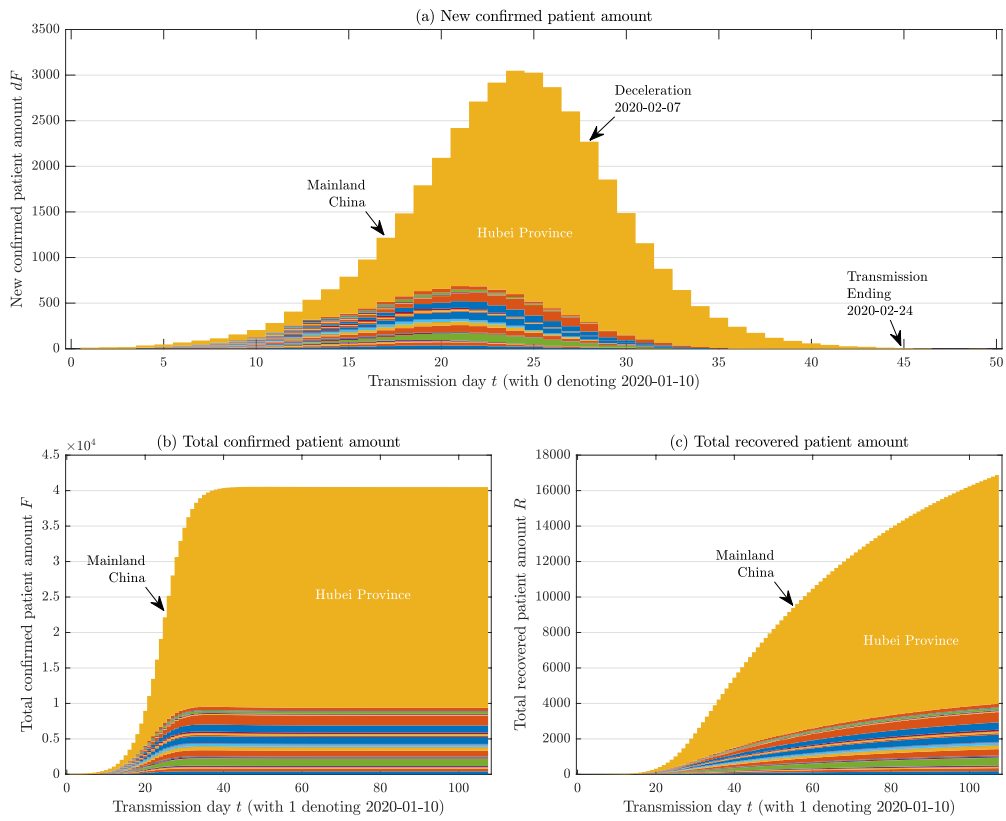 (a) New confirmed patient amount
3500
3000
2500
2000
1500
1000
500
0
New confirmed patient amount dF
Deceleration
2020-02-07
Mainland
China
Hubei Province
Transmission
Ending
2020-02-24
0 5 10 15 20 25 30 35 40 45 50
Transmission day t (with 0 denoting 2020-01-10)
×10⁴
(b) Total confirmed patient amount
4.5
4
3.5
3
2.5
2
1.5
1
0.5
0
Total confirmed patient amount F
Mainland
China
Hubei Province
0 20 40 60 80 100
Transmission day t (with 1 denoting 2020-01-10)
(c) Total recovered patient amount
18000
16000
14000
12000
10000
8000
6000
4000
2000
0
Total recovered patient amount R
Mainland
China
Hubei Province
0 20 40 60 80 100
Transmission day t (with 1 denoting 2020-01-10)